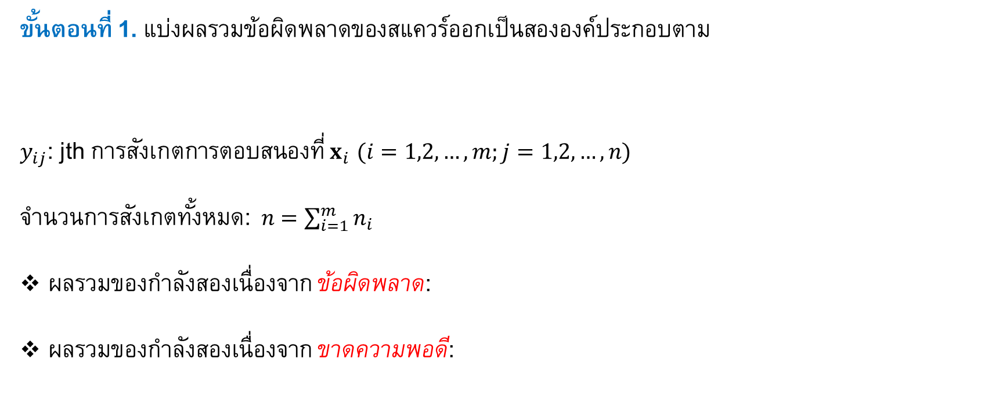 ขั้นตอนที่ 1. แบ่งผลรวมข้อผิดพลาดของสแควร์ออกเป็นสององค์ประกอบตาม
y_{ij}: jth การสังเกตการตอบสนองที่ x_i (i = 1,2, … , m; j = 1,2, … , n)
จำนวนการสังเกตทั้งหมด: n = ∑_{i=1}^{m} n_i
❖ ผลรวมของกำลังสองเนื่องจาก ข้อผิดพลาด:
❖ ผลรวมของกำลังสองเนื่องจาก ขาดความพอดี: